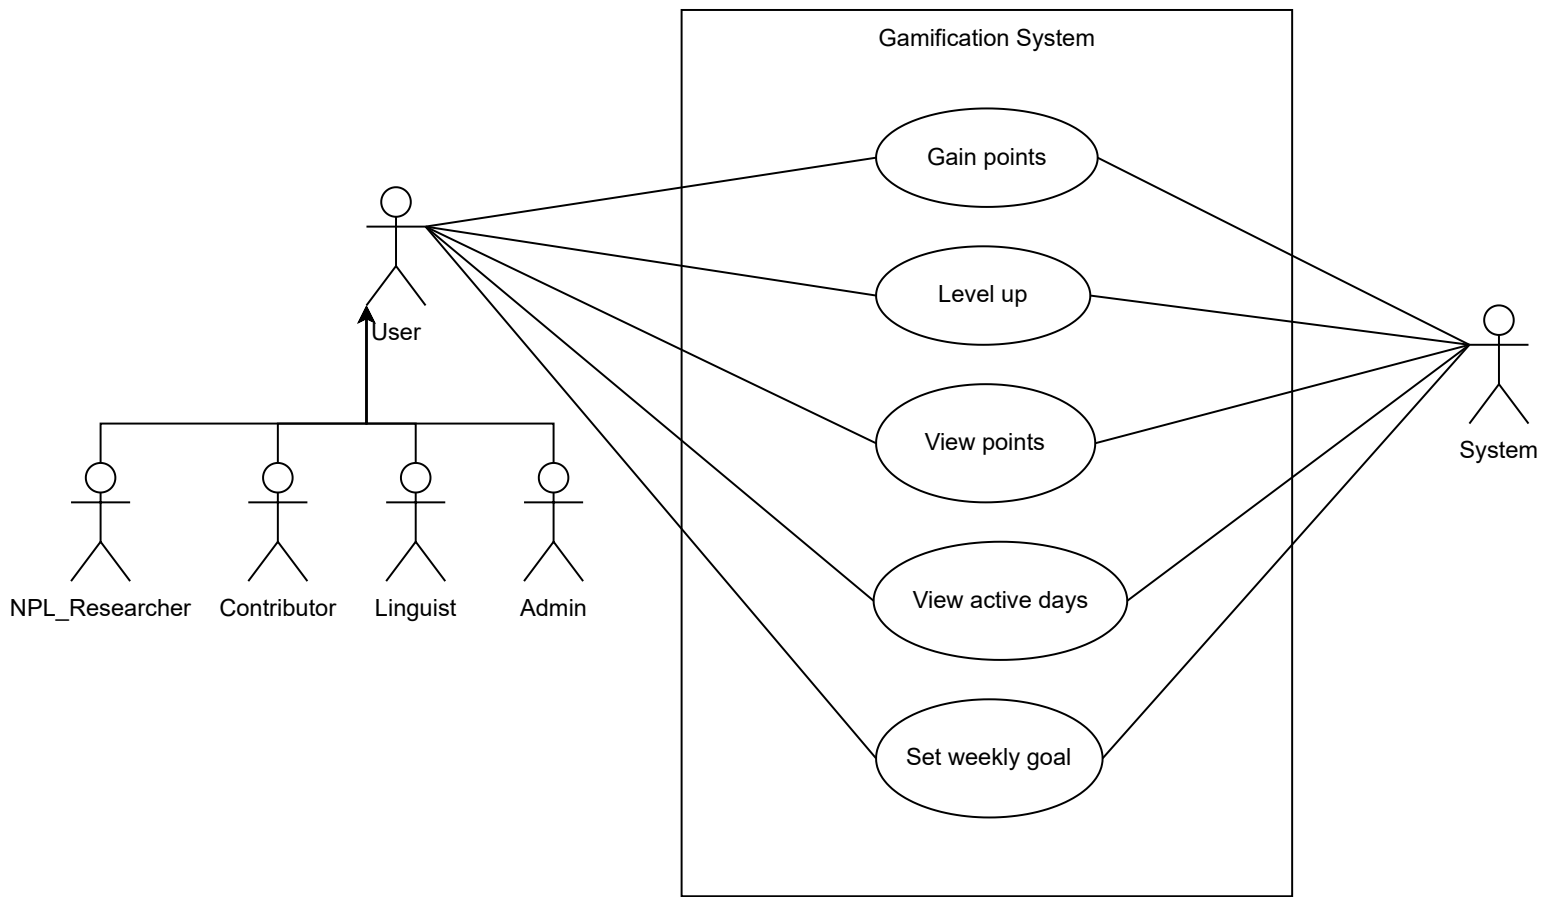 Gamification System
Gain points
Level up
User
View points
System
NPL_Researcher
Contributor
Linguist
Admin
View active days
Set weekly goal